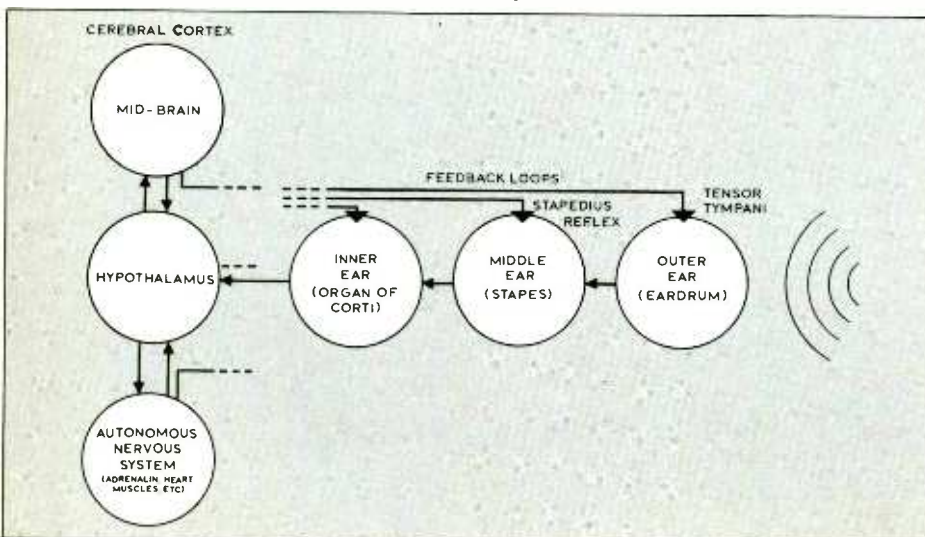 CEREBRAL CORTEX
MID-BRAIN
FEEDBACK LOOPS
TENSOR
TYMPANI
STAPEDIUS
REFLEX
HYPOTHALAMUS
INNER
EAR
(ORGAN OF
CORTI)
MIDDLE
EAR
(STAPES)
OUTER
EAR
(EARDRUM)
AUTONOMOUS
NERVOUS
SYSTEM
(ADRENALIN HEART
MUSCLES ETC)